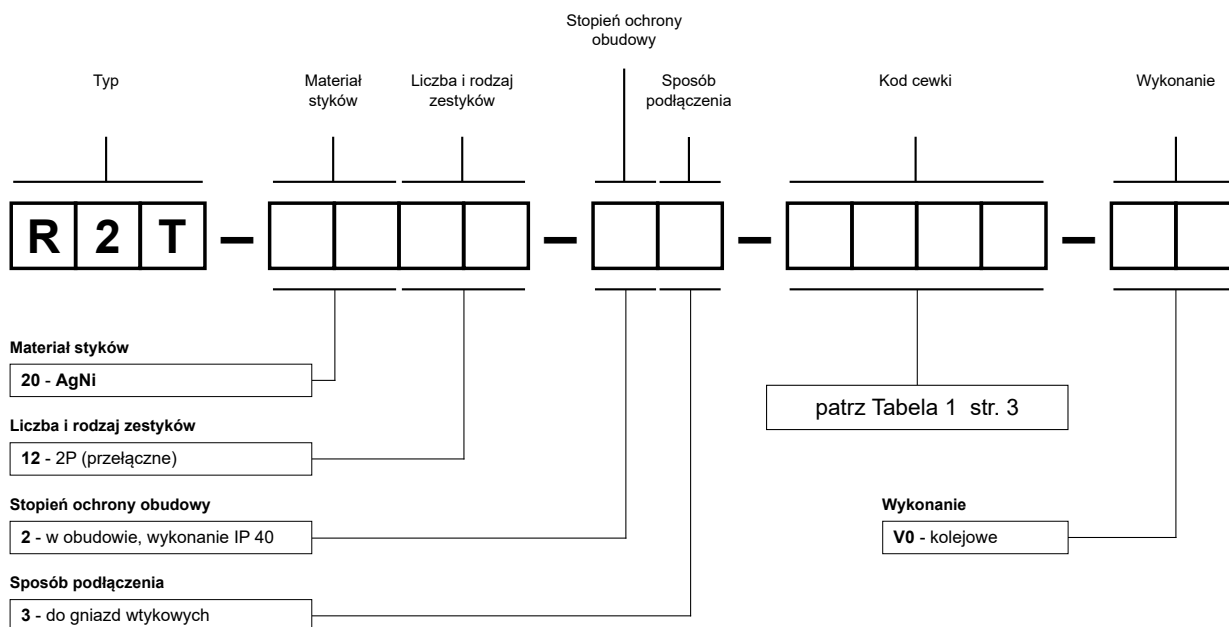 Stopień ochrony
obudowy
Typ
Materiał
styków
Liczba i rodzaj
zestyków
Sposób
podłączenia
Kod cewki
Wykonanie
R 2 T – – – –
Materiał styków
20 - AgNi
Liczba i rodzaj zestyków
12 - 2P (przełączne)
Stopień ochrony obudowy
2 - w obudowie, wykonanie IP 40
Sposób podłączenia
3 - do gniazd wtykowych
patrz Tabela 1 str. 3
Wykonanie
V0 - kolejowe